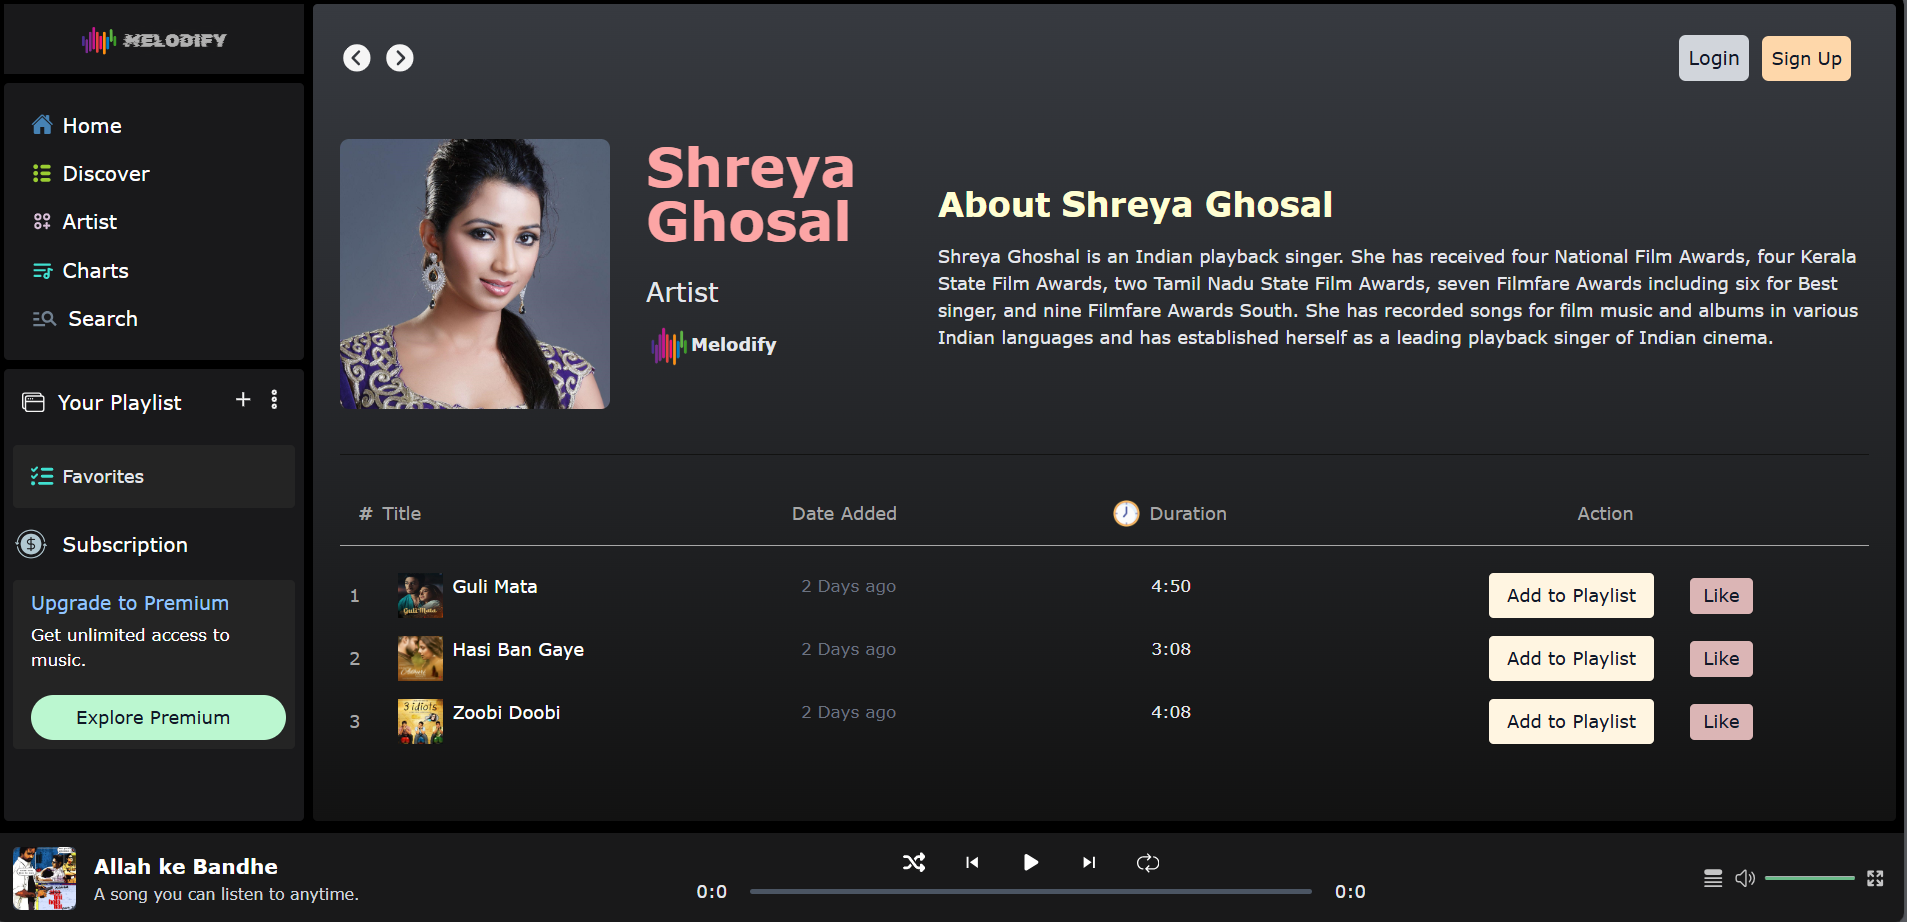 MELODIFY
Home
Discover
Artist
Charts
Search
Your Playlist
Favorites
Subscription
Upgrade to Premium
Get unlimited access to
music.
Explore Premium
Login
Sign Up
Shreya
Ghosal
Artist
Melodify
About Shreya Ghosal
Shreya Ghoshal is an Indian playback singer. She has received four National Film Awards, four Kerala
State Film Awards, two Tamil Nadu State Film Awards, seven Filmfare Awards including six for Best
singer, and nine Filmfare Awards South. She has recorded songs for film music and albums in various
Indian languages and has established herself as a leading playback singer of Indian cinema.
# Title Date Added Duration Action
1 Guli Mata 2 Days ago 4:50 Add to Playlist Like
Guli Mata
2 Hasi Ban Gaye 2 Days ago 3:08 Add to Playlist Like
3 Zoobi Doobi 2 Days ago 4:08 Add to Playlist Like
3 idiots
Allah ke Bandhe
A song you can listen to anytime.
0:0 0:0